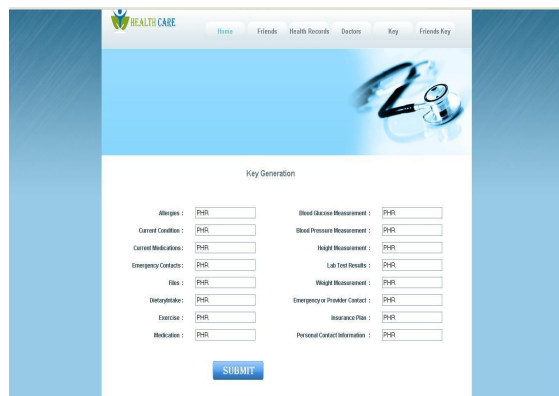 HEALTH CARE
Home Friends Health Records Doctors Key Friends Key
Key Generation
Allergies : PHR Blood Glucose Measurement : PHR
Current Condition : PHR Blood Pressure Measurement : PHR
Current Medications : PHR Height Measurement : PHR
Emergency Contacts : PHR Lab Test Results : PHR
Files : PHR Weight Measurement : PHR
DietaryIntake : PHR Emergency or Provider Contact : PHR
Exercise : PHR Insurance Plan : PHR
Medication : PHR Personal Contact Information : PHR
SUBMIT